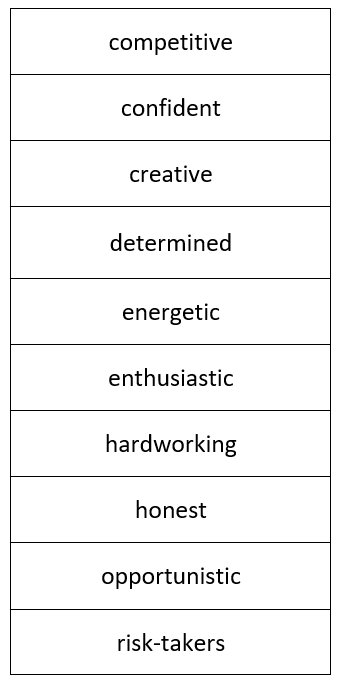 competitive
confident
creative
determined
energetic
enthusiastic
hardworking
honest
opportunistic
risk-takers